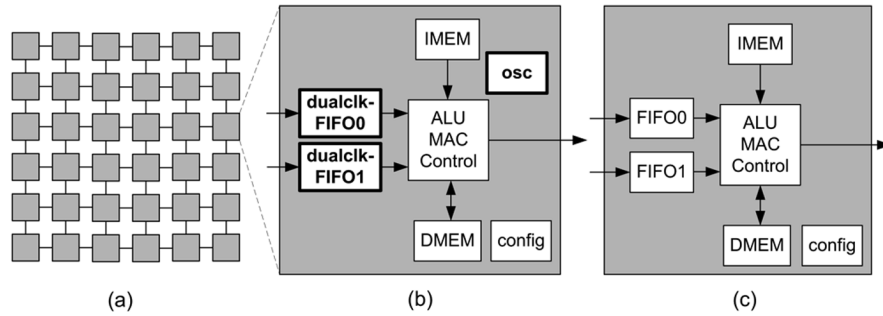 IMEM
osc
dualclk-
FIFO0
dualclk-
FIFO1
ALU
MAC
Control
DMEM
config
IMEM
FIFO0
FIFO1
ALU
MAC
Control
DMEM
config
(a)
(b)
(c)